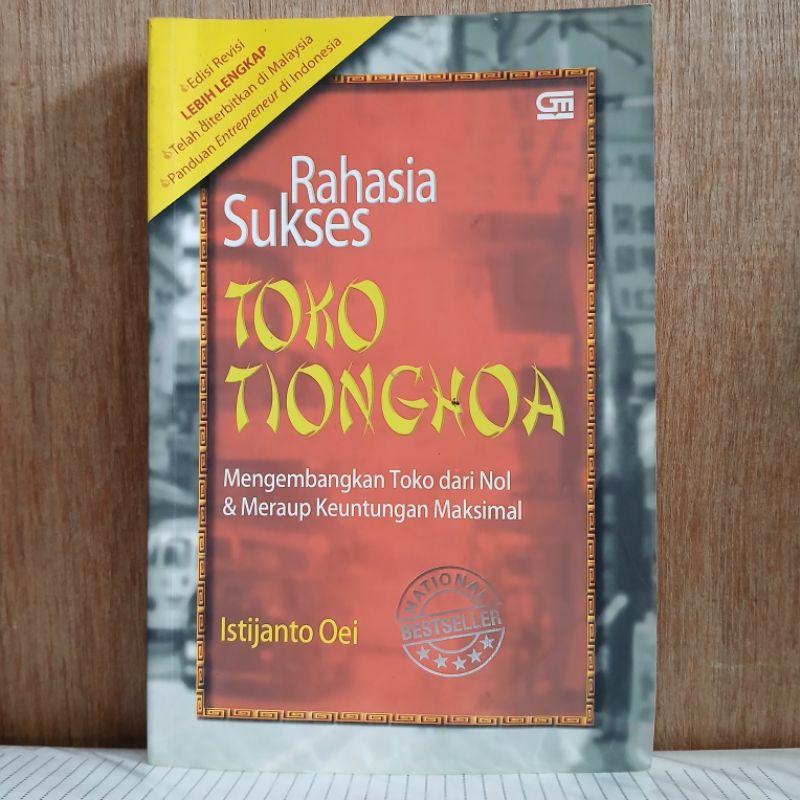 Edisi Revisi
LEBIH LENGKAP
Telah diterbitkan di Malaysia
Panduan Entrepreneur di Indonesia
Rahasia
Sukses
TOKO
TIONGHOA
Mengembangkan Toko dari Nol
& Meraup Keuntungan Maksimal
Istijanto Oei
NATIONAL
BESTSELLER